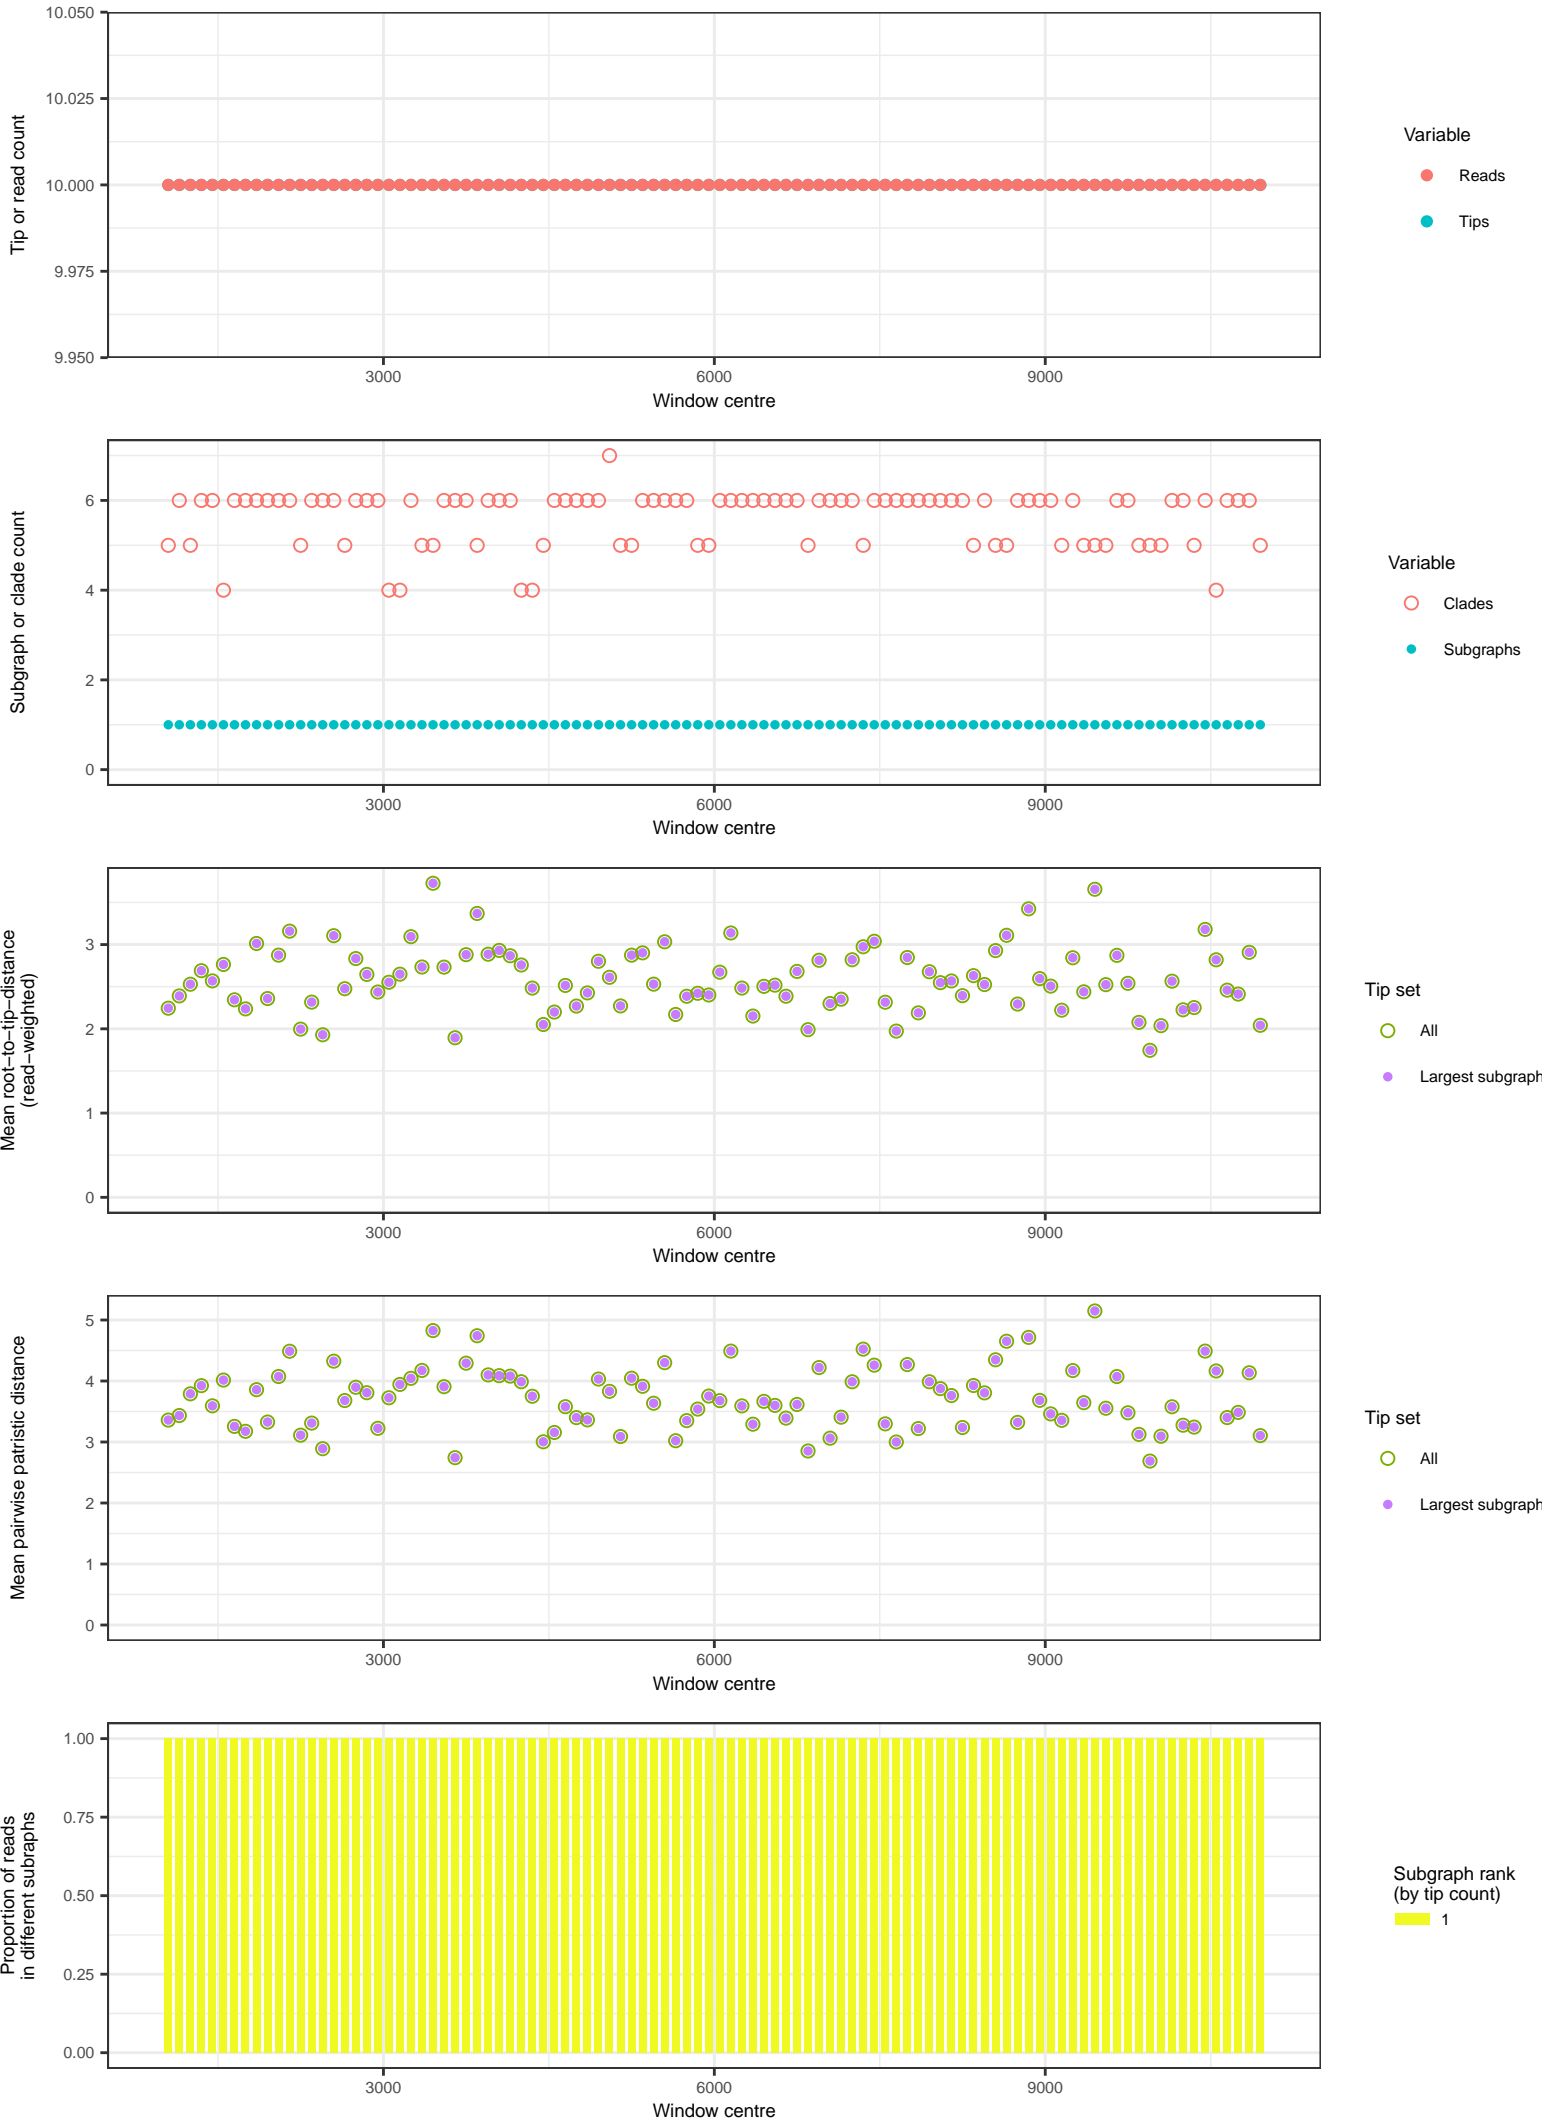 10.050
10.025
10.000
9.975
9.950
Tip or read count
3000 6000 9000
Window centre
Variable
Reads
Tips
6
4
2
0
Subgraph or clade count
3000 6000 9000
Window centre
Variable
Clades
Subgraphs
3
2
1
0
Mean root−to−tip−distance
(read−weighted)
3000 6000 9000
Window centre
Tip set
All
Largest subgraph
5
4
3
2
1
0
Mean pairwise patristic distance
3000 6000 9000
Window centre
Tip set
All
Largest subgraph
1.00
0.75
0.50
0.25
0.00
Proportion of reads
in different subraphs
3000 6000 9000
Window centre
Subgraph rank
(by tip count)
1